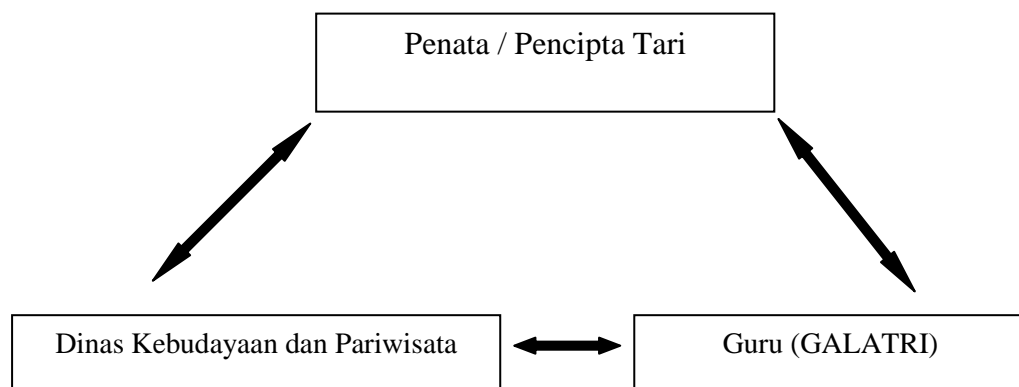 Penata / Pencipta Tari
Dinas Kebudayaan dan Pariwisata
Guru (GALATRI)